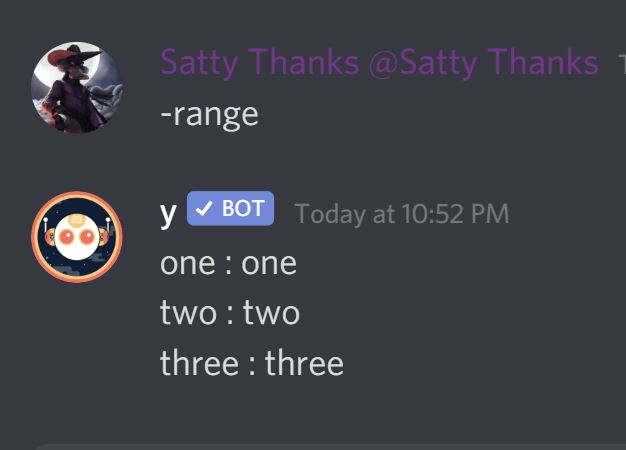 Satty Thanks @Satty Thanks
-range
y ✓ BOT Today at 10:52 PM
one : one
two : two
three : three